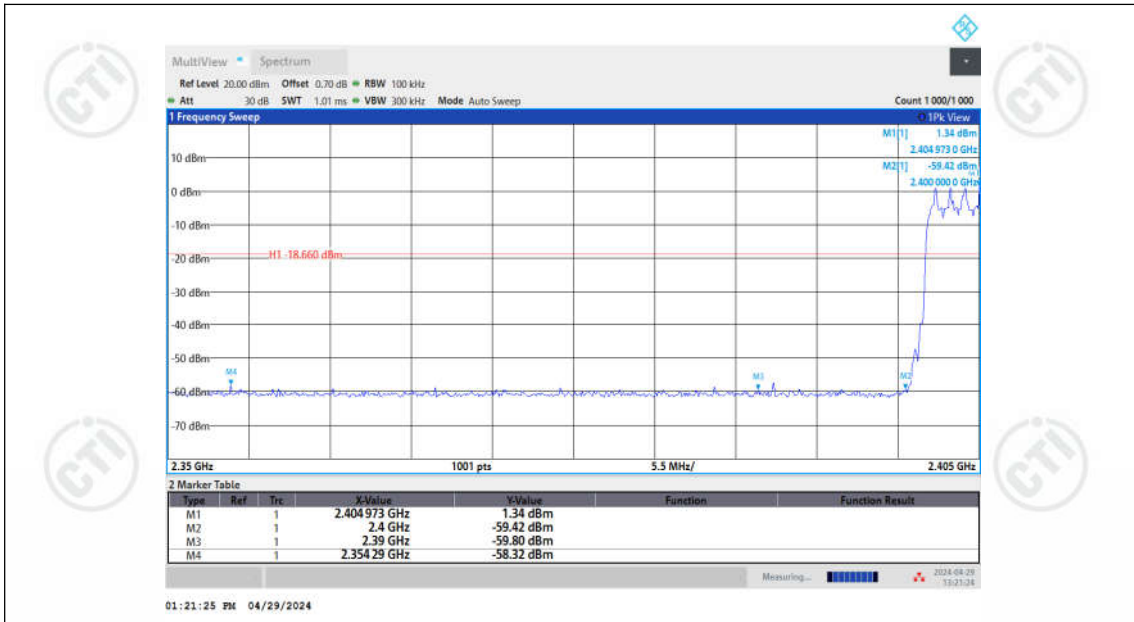 CTI
CTI
MultiView Spectrum
Ref Level 20.00 dBm Offset 0.70 dB RBW 100 kHz
Att 30 dB SWT 1.01 ms VBW 300 kHz Mode Auto Sweep Count 1 000/1 000
1 Frequency Sweep 1Pk View
M1[1] 1.34 dBm
2.404 973 0 GHz
10 dBm
M2[1] -59.42 dBm
2.400 000 0 GHz
0 dBm
-10 dBm
H1 -18.660 dBm
-20 dBm
-30 dBm
-40 dBm
-50 dBm
M4 M3 M2
-60 dBm
-70 dBm
2.35 GHz 1001 pts 5.5 MHz/ 2.405 GHz
CTI
CTI
2 Marker Table
Type Ref Trc X-Value Y-Value Function Function Result
M1 1 2.404 973 GHz 1.34 dBm
M2 1 2.4 GHz -59.42 dBm
M3 1 2.39 GHz -59.80 dBm
M4 1 2.354 29 GHz -58.32 dBm
Measuring... 2024-04-29
13:21:24
01:21:25 PM 04/29/2024